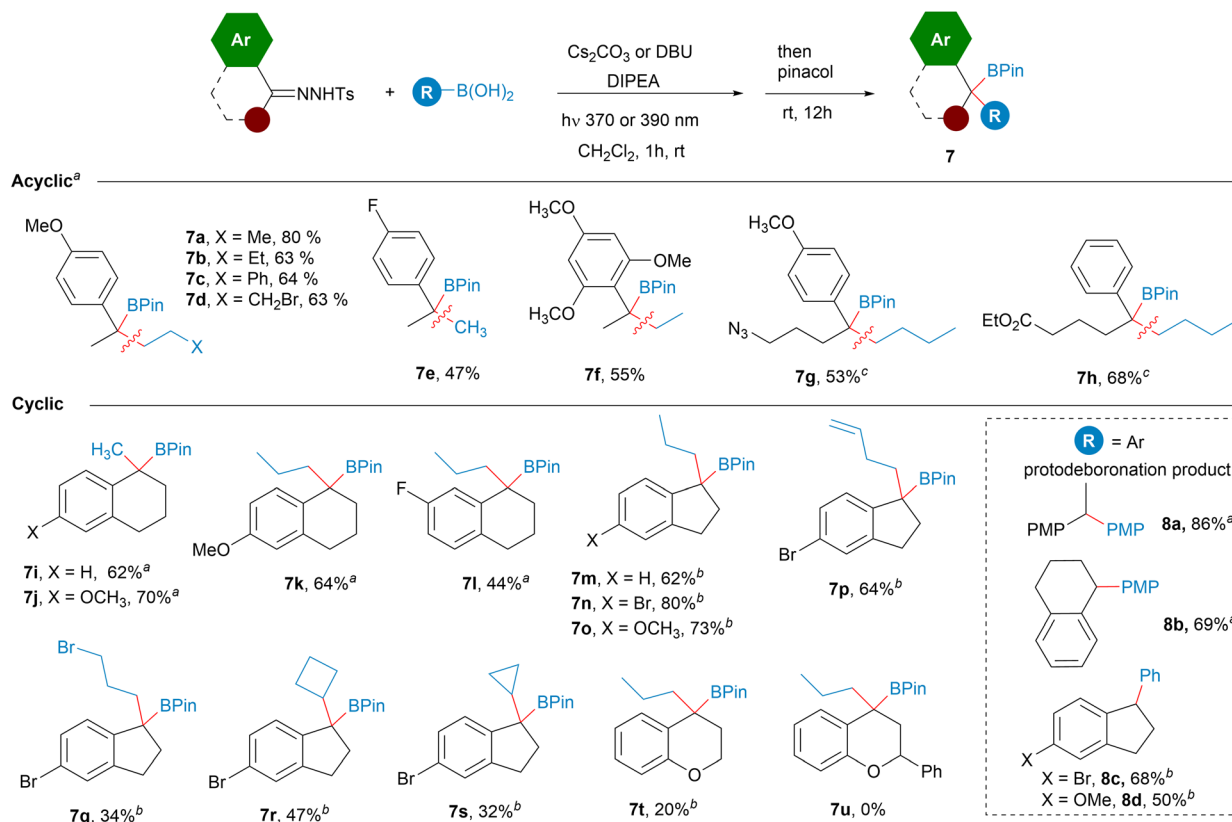 Ar
NNHTs
+
R
B(OH)2
Cs2CO3 or DBU
DIPEA
hν 370 or 390 nm
CH2Cl2, 1h, rt
then
pinacol
rt, 12h
Ar
BPin
R
7
Acyclic^a
MeO
BPin
X
7a, X = Me, 80 %
7b, X = Et, 63 %
7c, X = Ph, 64 %
7d, X = CH2Br, 63 %
F
BPin
CH3
7e, 47%
H3CO
OMe
OCH3
BPin
7f, 55%
OCH3
BPin
N3
7g, 53%^c
BPin
EtO2C
7h, 68%^c
Cyclic
H3C
BPin
X
7i, X = H, 62%^a
7j, X = OCH3, 70%^a
BPin
MeO
7k, 64%^a
F
BPin
7l, 44%^a
BPin
X
7m, X = H, 62%^b
7n, X = Br, 80%^b
7o, X = OCH3, 73%^b
BPin
Br
7p, 64%^b
Br
BPin
Br
7q, 34%^b
BPin
Br
7r, 47%^b
BPin
Br
7s, 32%^b
BPin
O
7t, 20%^b
BPin
O
Ph
7u, 0%
R = Ar
protodeboronation product
PMP
PMP
8a, 86%^a
PMP
8b, 69%^a
Ph
X
X = Br, 8c, 68%^b
X = OMe, 8d, 50%^b